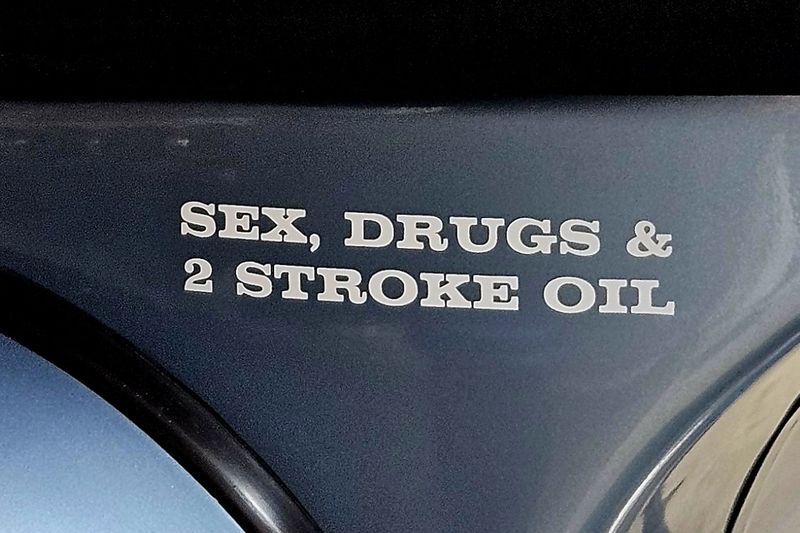 SEX, DRUGS &
2 STROKE OIL